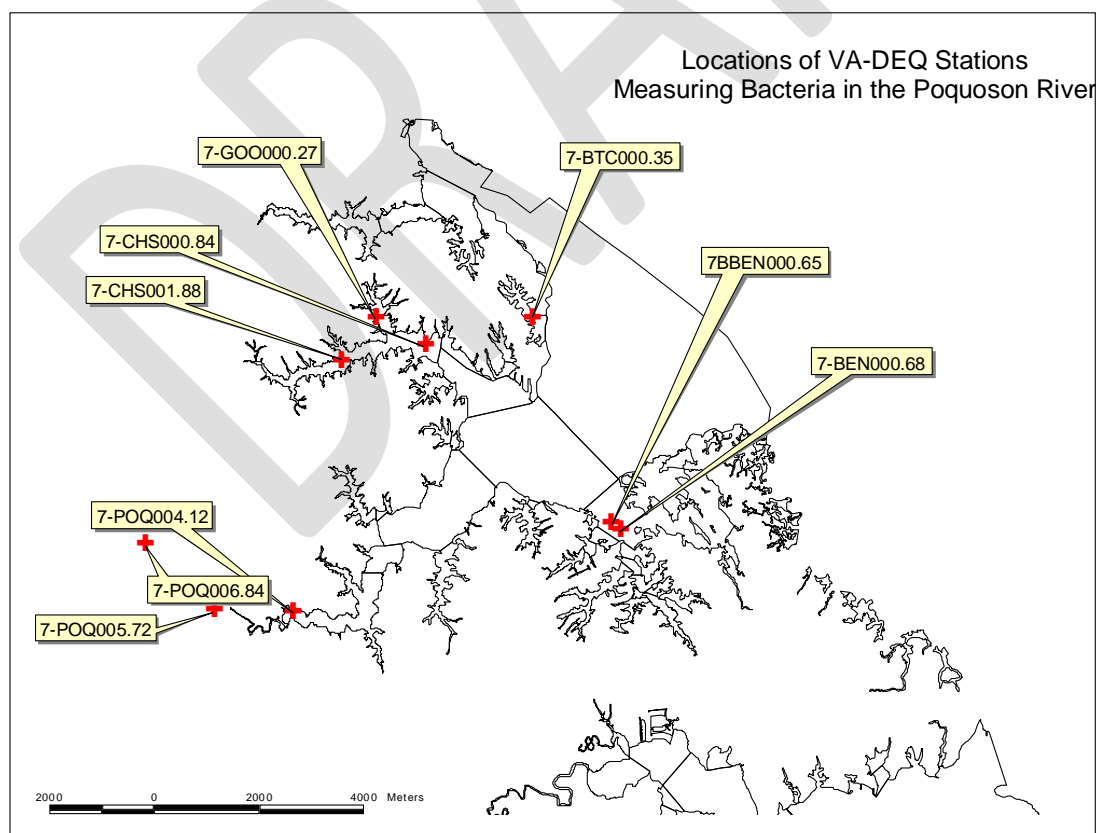 Locations of VA-DEQ Stations
Measuring Bacteria in the Poquoson River
7-GOO000.27
7-BTC000.35
7-CHS000.84
7BBEN000.65
7-CHS001.88
7-BEN000.68
7-POQ004.12
7-POQ006.84
7-POQ005.72
2000 0 2000 4000 Meters